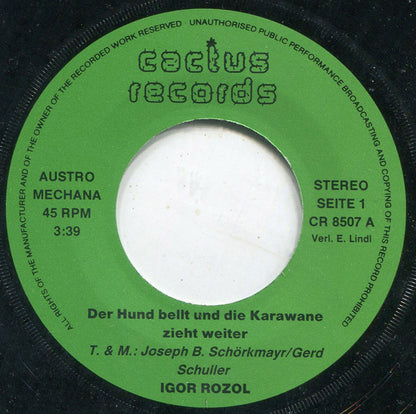 ALL RIGHTS OF THE MANUFACTURER AND OF THE OWNER OF THE RECORDED WORK RESERVED UNAUTHORISED PUBLIC PERFORMANCE BROADCASTING AND COPYING OF THIS RECORD PROHIBITED
cactus
records
AUSTRO
MECHANA
45 RPM
3:39
STEREO
SEITE 1
CR 8507 A
Verl. E. Lindl
Der Hund bellt und die Karawane
zieht weiter
T. & M.: Joseph B. Schörkmayr/Gerd
Schuller
IGOR ROZOL